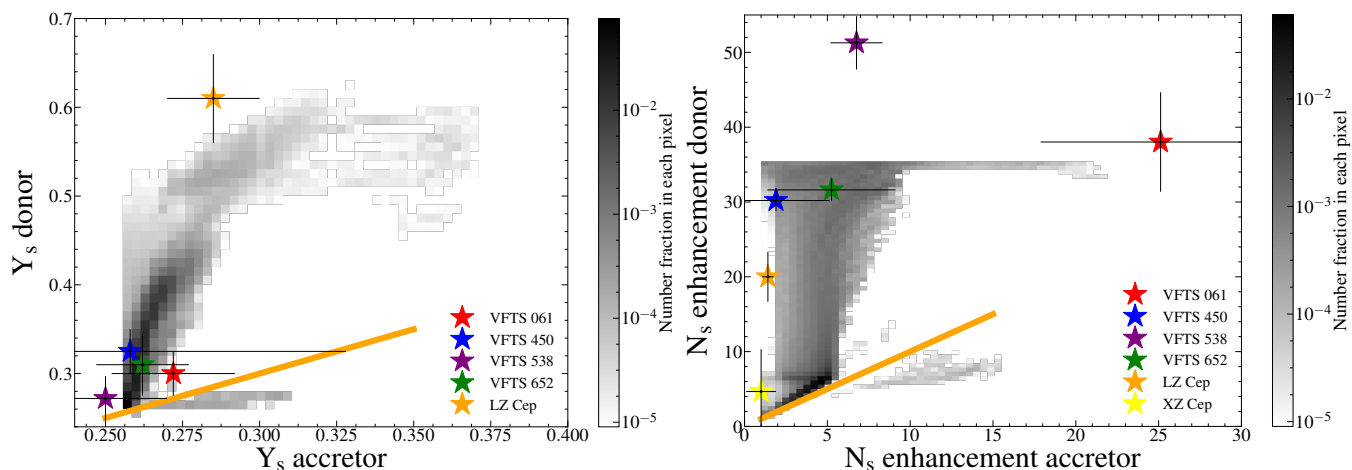 0.7
0.6
0.5
0.4
0.3
Y_s donor
0.250
0.275
0.300
0.325
0.350
0.375
0.400
Y_s accretor
VFTS 061
VFTS 450
VFTS 538
VFTS 652
LZ Cep
10^-2
10^-3
10^-4
10^-5
Number fraction in each pixel
50
40
30
20
10
0
N_s enhancement donor
0
5
10
15
20
25
30
N_s enhancement accretor
VFTS 061
VFTS 450
VFTS 538
VFTS 652
LZ Cep
XZ Cep
10^-2
10^-3
10^-4
10^-5
Number fraction in each pixel